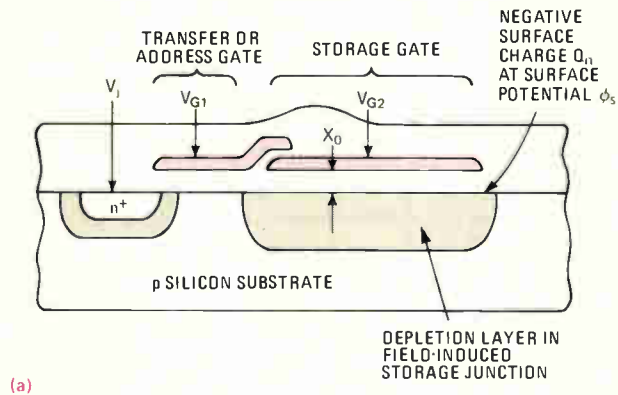 TRANSFER OR
ADDRESS GATE
STORAGE GATE
NEGATIVE
SURFACE
CHARGE Qn
AT SURFACE
POTENTIAL ϕs
VJ
VG1
VG2
X0
n+
p SILICON SUBSTRATE
DEPLETION LAYER IN
FIELD-INDUCED
STORAGE JUNCTION
(a)